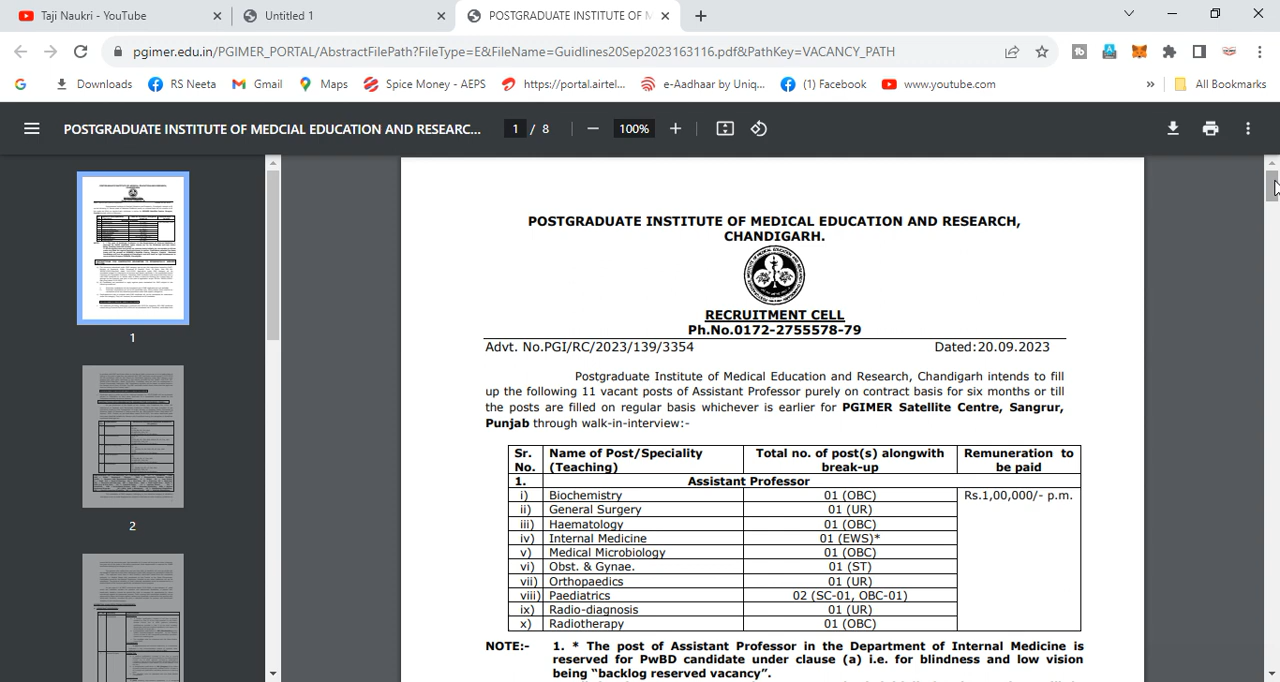 Taji Naukri - YouTube
Untitled 1
POSTGRADUATE INSTITUTE OF M
pgimer.edu.in/PGIMER_PORTAL/AbstractFilePath?FileType=E&FileName=Guidlines20Sep2023163116.pdf&PathKey=VACANCY_PATH
G Downloads RS Neeta Gmail Maps Spice Money - AEPS https://portal.airtel... e-Aadhaar by Uniq... (1) Facebook www.youtube.com » All Bookmarks
POSTGRADUATE INSTITUTE OF MEDCIAL EDUCATION AND RESEARC... 1 / 8 100%
1
2
POSTGRADUATE INSTITUTE OF MEDICAL EDUCATION AND RESEARCH,
CHANDIGARH.
RECRUITMENT CELL
Ph.No.0172-2755578-79
Advt. No.PGI/RC/2023/139/3354 Dated:20.09.2023
Postgraduate Institute of Medical Education and Research, Chandigarh intends to fill
up the following 11 vacant posts of Assistant Professor purely on contract basis for six months or till
the posts are filled on regular basis whichever is earlier for PGIMER Satellite Centre, Sangrur,
Punjab through walk-in-interview:-
Sr. No. Name of Post/Speciality (Teaching) Total no. of post(s) alongwith break-up Remuneration to be paid
1. Assistant Professor
i) Biochemistry 01 (OBC) Rs.1,00,000/- p.m.
ii) General Surgery 01 (UR)
iii) Haematology 01 (OBC)
iv) Internal Medicine 01 (EWS)*
v) Medical Microbiology 01 (OBC)
vi) Obst. & Gynae. 01 (ST)
vii) Orthopaedics 01 (UR)
viii) Paediatrics 02 (SC-01, OBC-01)
ix) Radio-diagnosis 01 (UR)
x) Radiotherapy 01 (OBC)
NOTE:- 1. * The post of Assistant Professor in the Department of Internal Medicine is
reserved for PwBD candidate under clause (a) i.e. for blindness and low vision
being "backlog reserved vacancy".